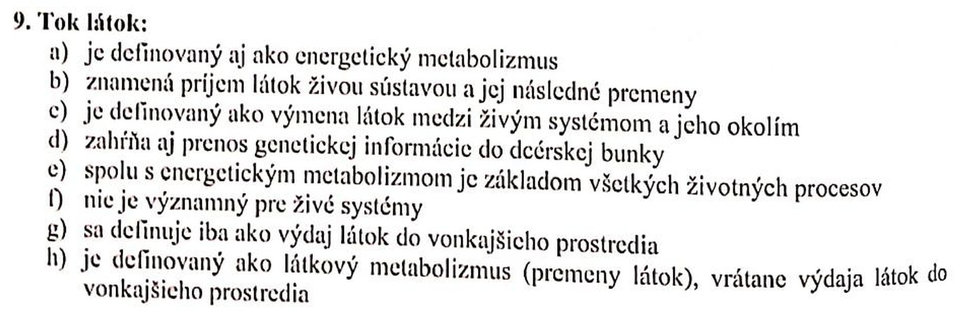 9. Tok látok:
a) je definovaný aj ako energetický metabolizmus
b) znamená príjem látok živou sústavou a jej následné premeny
c) je definovaný ako výmena látok medzi živým systémom a jeho okolím
d) zahŕňa aj prenos genetickej informácie do dcérskej bunky
e) spolu s energetickým metabolizmom je základom všetkých životných procesov
f) nie je významný pre živé systémy
g) sa definuje iba ako výdaj látok do vonkajšieho prostredia
h) je definovaný ako látkový metabolizmus (premeny látok), vrátane výdaja látok do
vonkajšieho prostredia